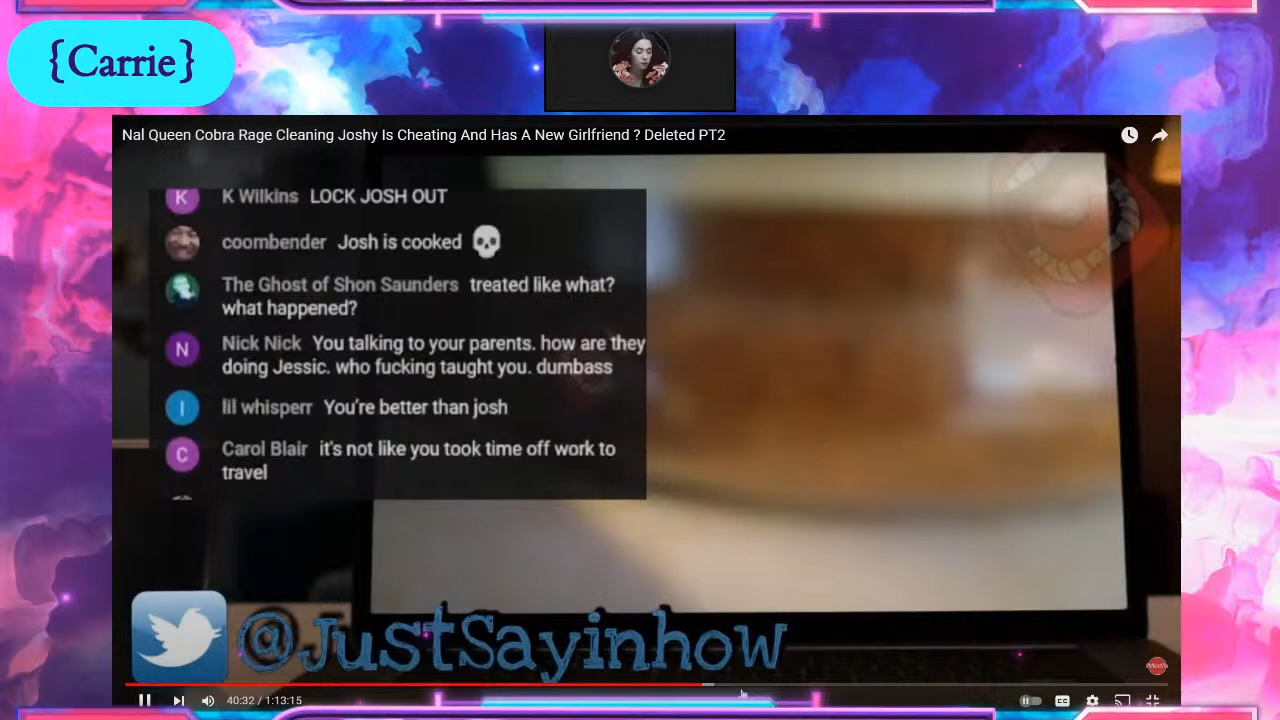 {Carrie}
Nal Queen Cobra Rage Cleaning Joshy Is Cheating And Has A New Girlfriend ? Deleted PT2
K
K Wilkins LOCK JOSH OUT
coombender Josh is cooked
The Ghost of Shon Saunders treated like what?
what happened?
N
Nick Nick You talking to your parents. how are they
doing Jessic. who fucking taught you. dumbass
I
lil whisperr You're better than josh
C
Carol Blair it's not like you took time off work to
travel
@JustSayinhow
40:32 / 1:13:15
CC